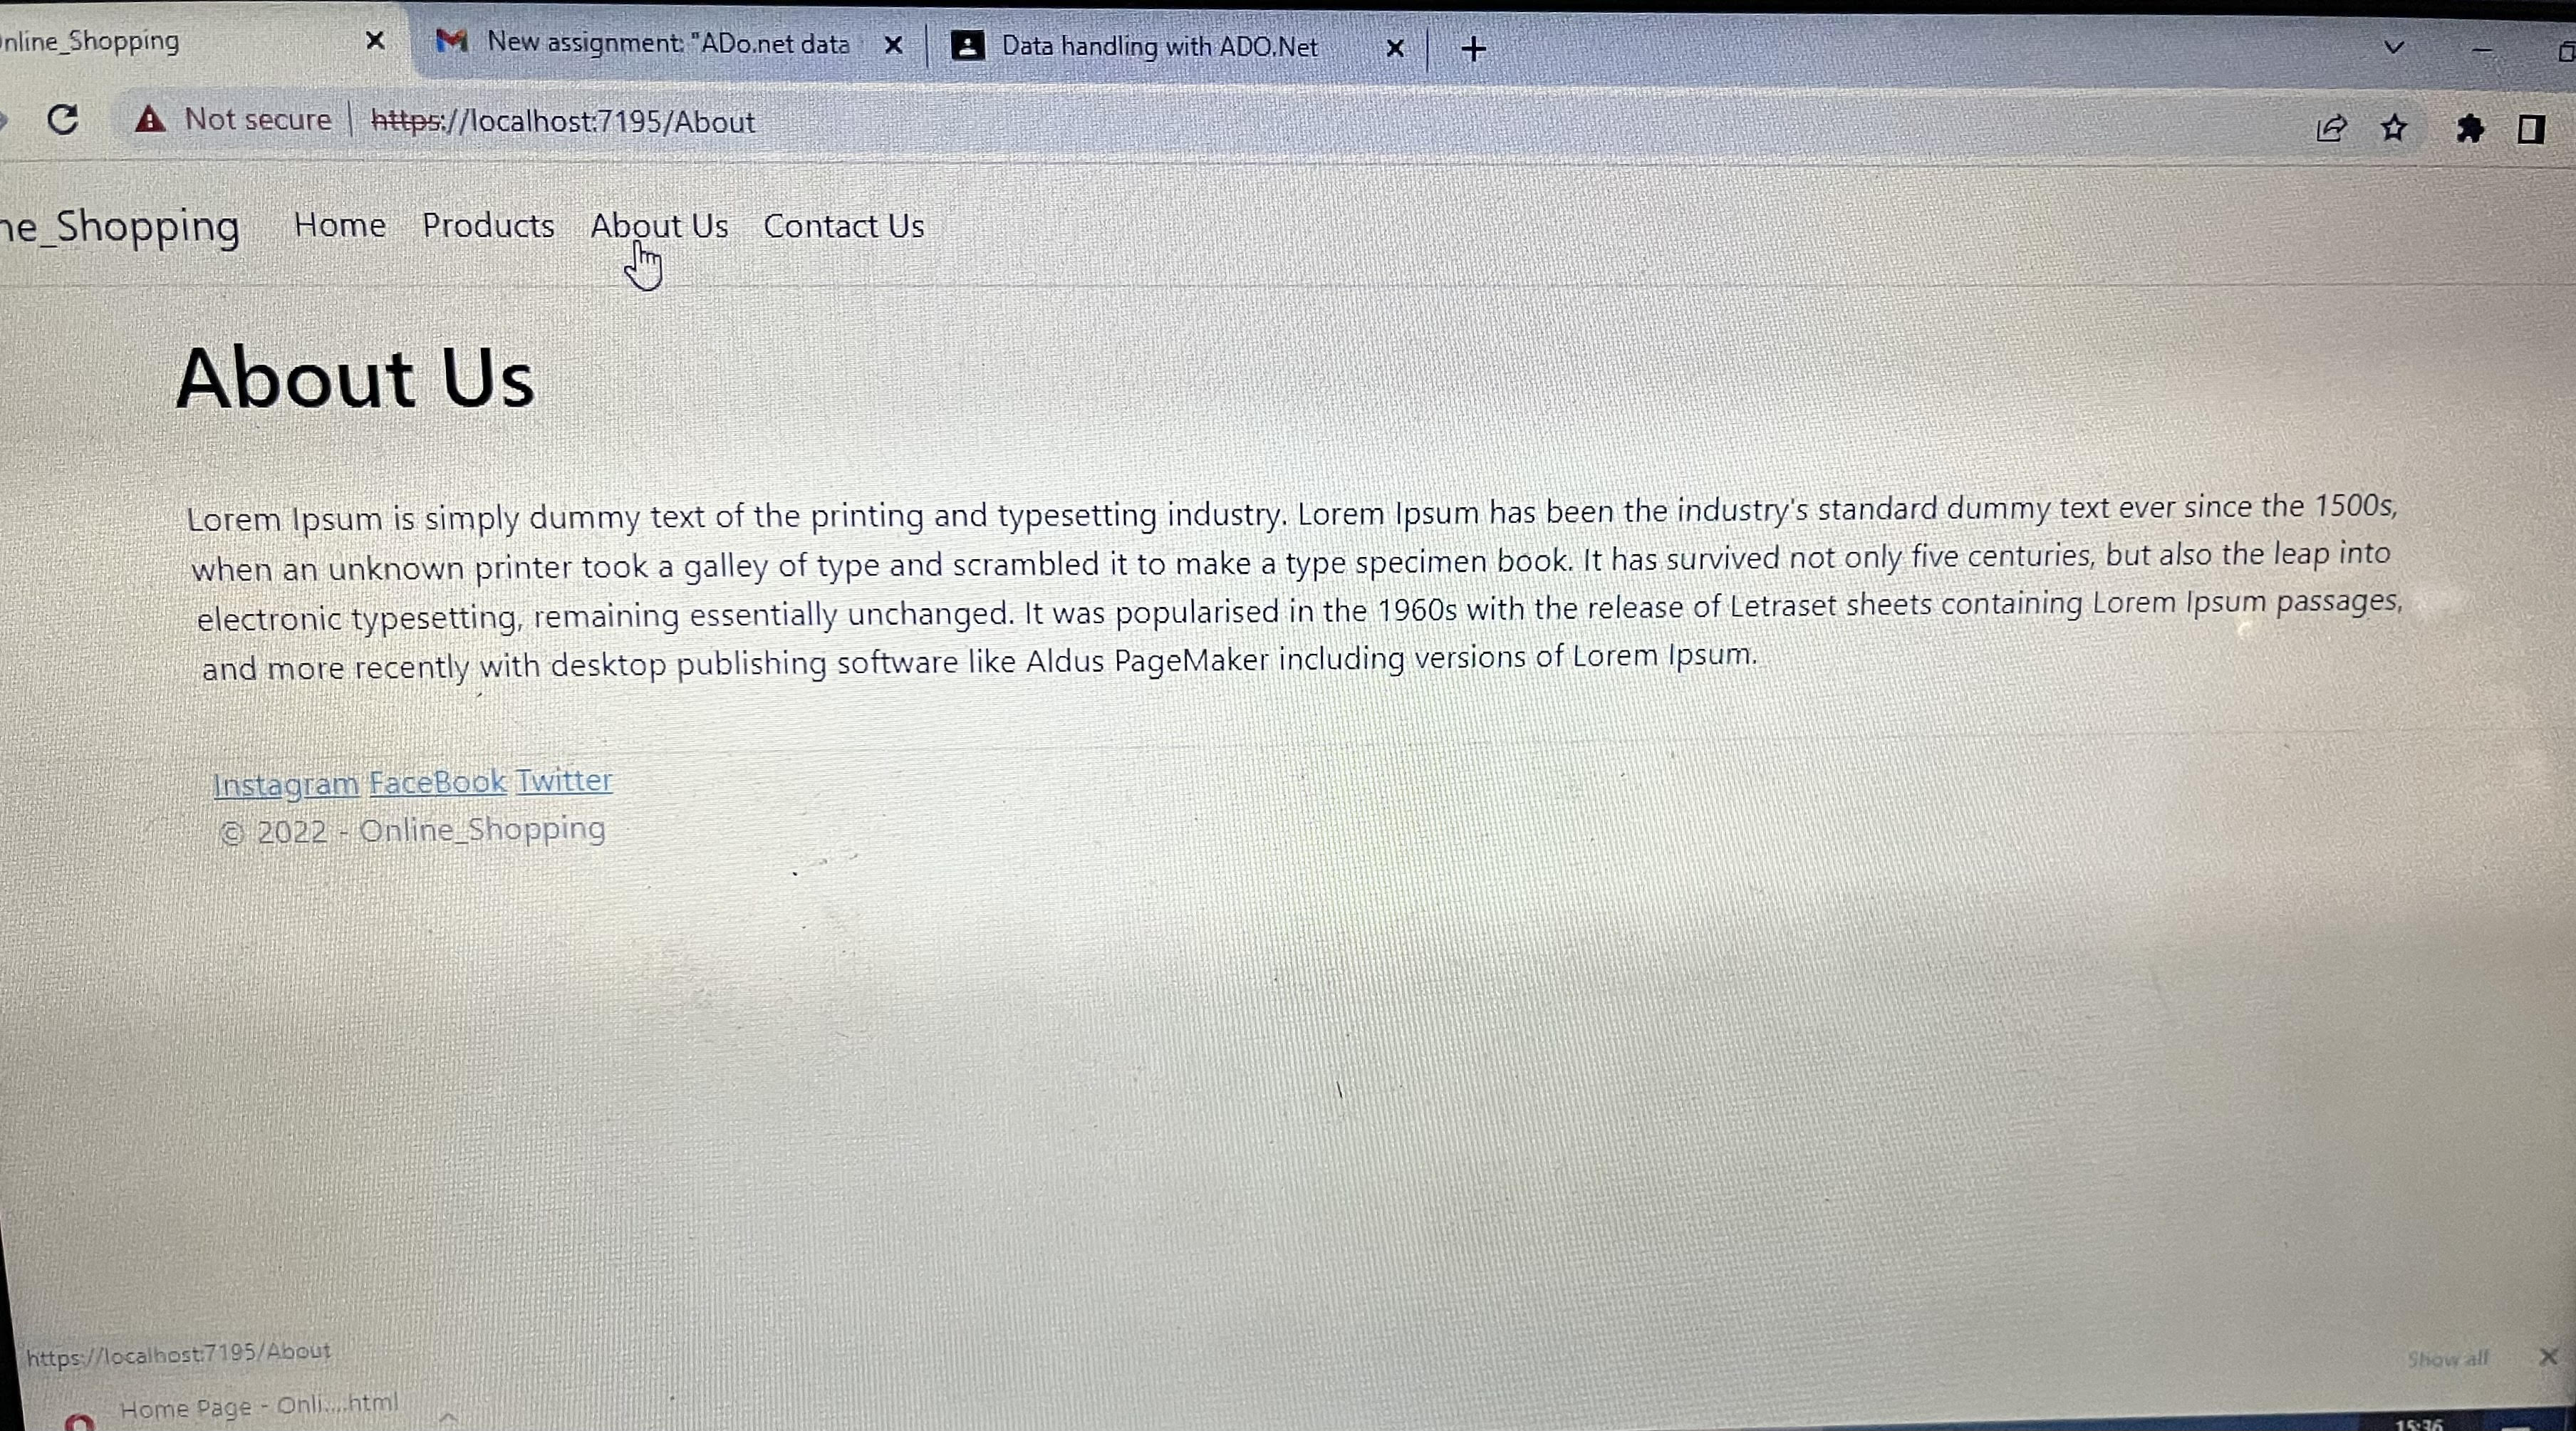 nline_Shopping
New assignment: "ADo.net data
Data handling with ADO.Net
Not secure
https://localhost:7195/About
ne_Shopping Home Products About Us Contact Us
About Us
Lorem Ipsum is simply dummy text of the printing and typesetting industry. Lorem Ipsum has been the industry's standard dummy text ever since the 1500s,
when an unknown printer took a galley of type and scrambled it to make a type specimen book. It has survived not only five centuries, but also the leap into
electronic typesetting, remaining essentially unchanged. It was popularised in the 1960s with the release of Letraset sheets containing Lorem Ipsum passages,
and more recently with desktop publishing software like Aldus PageMaker including versions of Lorem Ipsum.
Instagram FaceBook Twitter
© 2022 - Online_Shopping
https://localhost:7195/About
Show all
Home Page - Onli....html
15:36